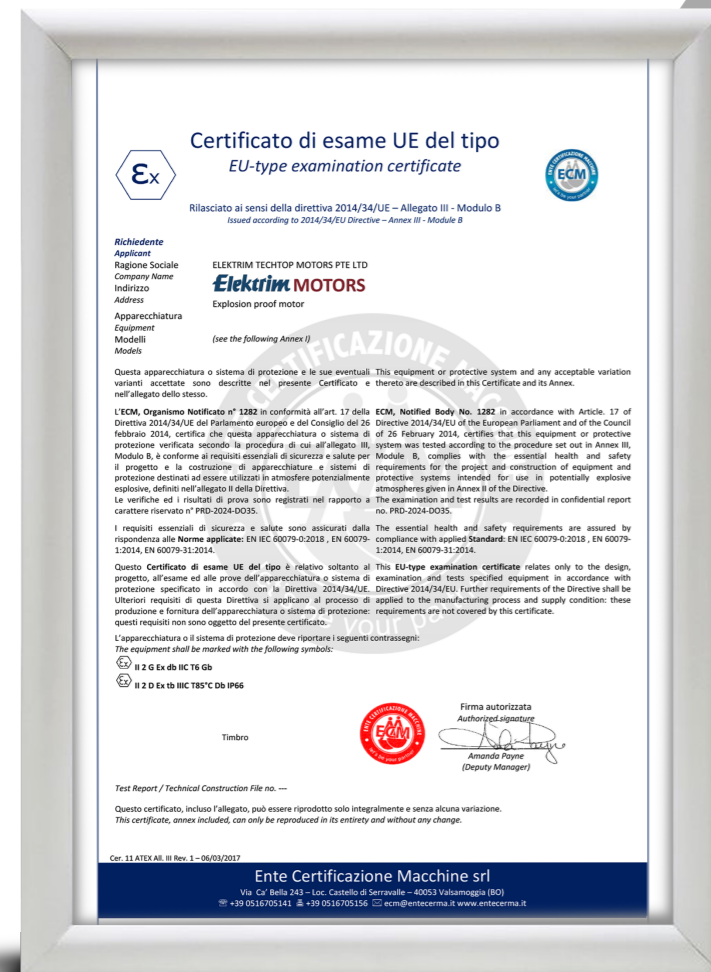 Certificato di esame UE del tipo
EU-type examination certificate
εx
ENTE CERTIFICAZIONE MACCHINE
ECM
Rilasciato ai sensi della direttiva 2014/34/UE – Allegato III - Modulo B
Issued according to 2014/34/EU Directive – Annex III - Module B
Richiedente
Applicant
Ragione Sociale ELEKTRIM TECHTOP MOTORS PTE LTD
Company Name
Elektrim MOTORS
Indirizzo
Address
Explosion proof motor
Apparecchiatura
Equipment
Modelli (see the following Annex I)
Models
Questa apparecchiatura o sistema di protezione e le sue eventuali
varianti accettate sono descritte nel presente Certificato e
nell'allegato dello stesso.
This equipment or protective system and any acceptable variation
thereto are described in this Certificate and its Annex.
L'ECM, Organismo Notificato n° 1282 in conformità all'art. 17 della
Direttiva 2014/34/UE del Parlamento europeo e del Consiglio del 26
febbraio 2014, certifica che questa apparecchiatura o sistema di
protezione verificata secondo la procedura di cui all'allegato III,
Modulo B, è conforme ai requisiti essenziali di sicurezza e salute per
il progetto e la costruzione di apparecchiature e sistemi di
protezione destinati ad essere utilizzati in atmosfere potenzialmente
esplosive, definiti nell'allegato II della Direttiva.
Le verifiche ed i risultati di prova sono registrati nel rapporto a
carattere riservato n° PRD-2024-DO35.
ECM, Notified Body No. 1282 in accordance with Article. 17 of
Directive 2014/34/EU of the European Parliament and of the Council
of 26 February 2014, certifies that this equipment or protective
system was tested according to the procedure set out in Annex III,
Module B, complies with the essential health and safety
requirements for the project and construction of equipment and
protective systems intended for use in potentially explosive
atmospheres given in Annex II of the Directive.
The examination and test results are recorded in confidential report
no. PRD-2024-DO35.
I requisiti essenziali di sicurezza e salute sono assicurati dalla
rispondenza alle Norme applicate: EN IEC 60079-0:2018 , EN 60079-
1:2014, EN 60079-31:2014.
The essential health and safety requirements are assured by
compliance with applied Standard: EN IEC 60079-0:2018 , EN 60079-
1:2014, EN 60079-31:2014.
Questo Certificato di esame UE del tipo è relativo soltanto al
progetto, all'esame ed alle prove dell'apparecchiatura o sistema di
protezione specificato in accordo con la Direttiva 2014/34/UE.
Ulteriori requisiti di questa Direttiva si applicano al processo di
produzione e fornitura dell'apparecchiatura o sistema di protezione:
questi requisiti non sono oggetto del presente certificato.
This EU-type examination certificate relates only to the design,
examination and tests specified equipment in accordance with
Directive 2014/34/EU. Further requirements of the Directive shall be
applied to the manufacturing process and supply condition: these
requirements are not covered by this certificate.
L'apparecchiatura o il sistema di protezione deve riportare i seguenti contrassegni:
The equipment shall be marked with the following symbols:
εx II 2 G Ex db IIC T6 Gb
εx II 2 D Ex tb IIIC T85°C Db IP66
Timbro
ENTE CERTIFICAZIONE MACCHINE
ECM
let's be your partner
Firma autorizzata
Authorized signature
Amanda Payne
(Deputy Manager)
Test Report / Technical Construction File no. ---
Questo certificato, incluso l'allegato, può essere riprodotto solo integralmente e senza alcuna variazione.
This certificate, annex included, can only be reproduced in its entirety and without any change.
Cer. 11 ATEX All. III Rev. 1 – 06/03/2017
Ente Certificazione Macchine srl
Via Ca' Bella 243 – Loc. Castello di Serravalle – 40053 Valsamoggia (BO)
+39 0516705141 +39 0516705156 ecm@entecerma.it www.entecerma.it